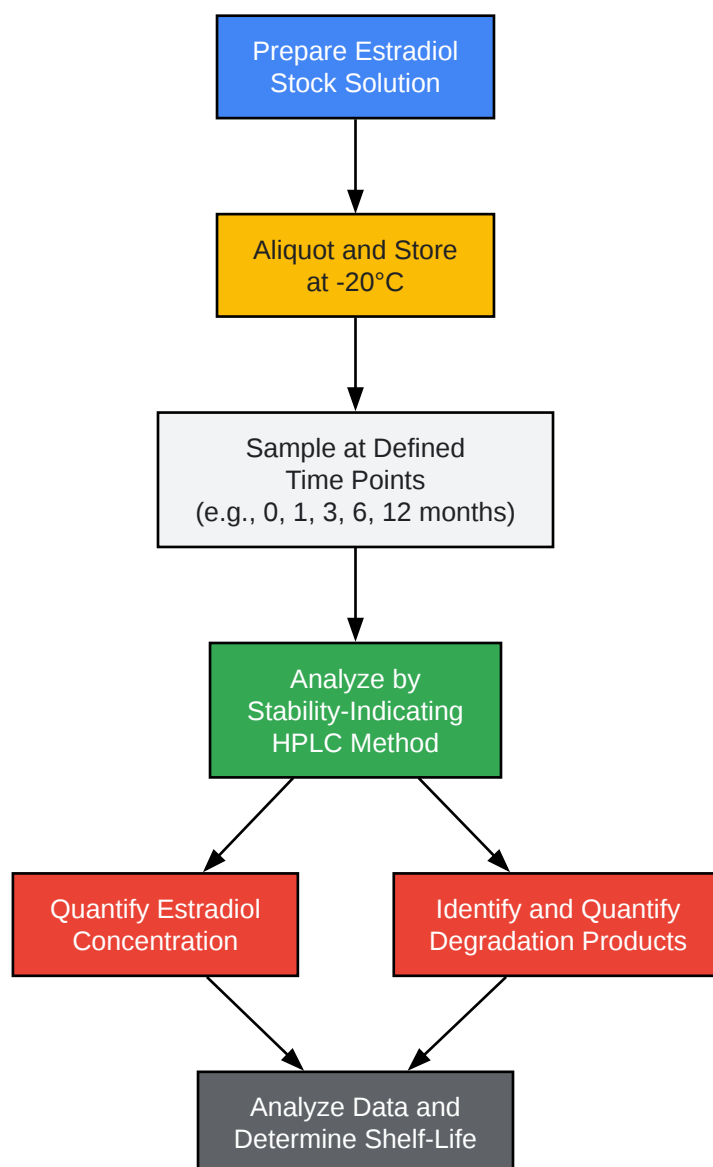 Prepare Estradiol
Stock Solution
Aliquot and Store
at -20°C
Sample at Defined
Time Points
(e.g., 0, 1, 3, 6, 12 months)
Analyze by
Stability-Indicating
HPLC Method
Quantify Estradiol
Concentration
Identify and Quantify
Degradation Products
Analyze Data and
Determine Shelf-Life